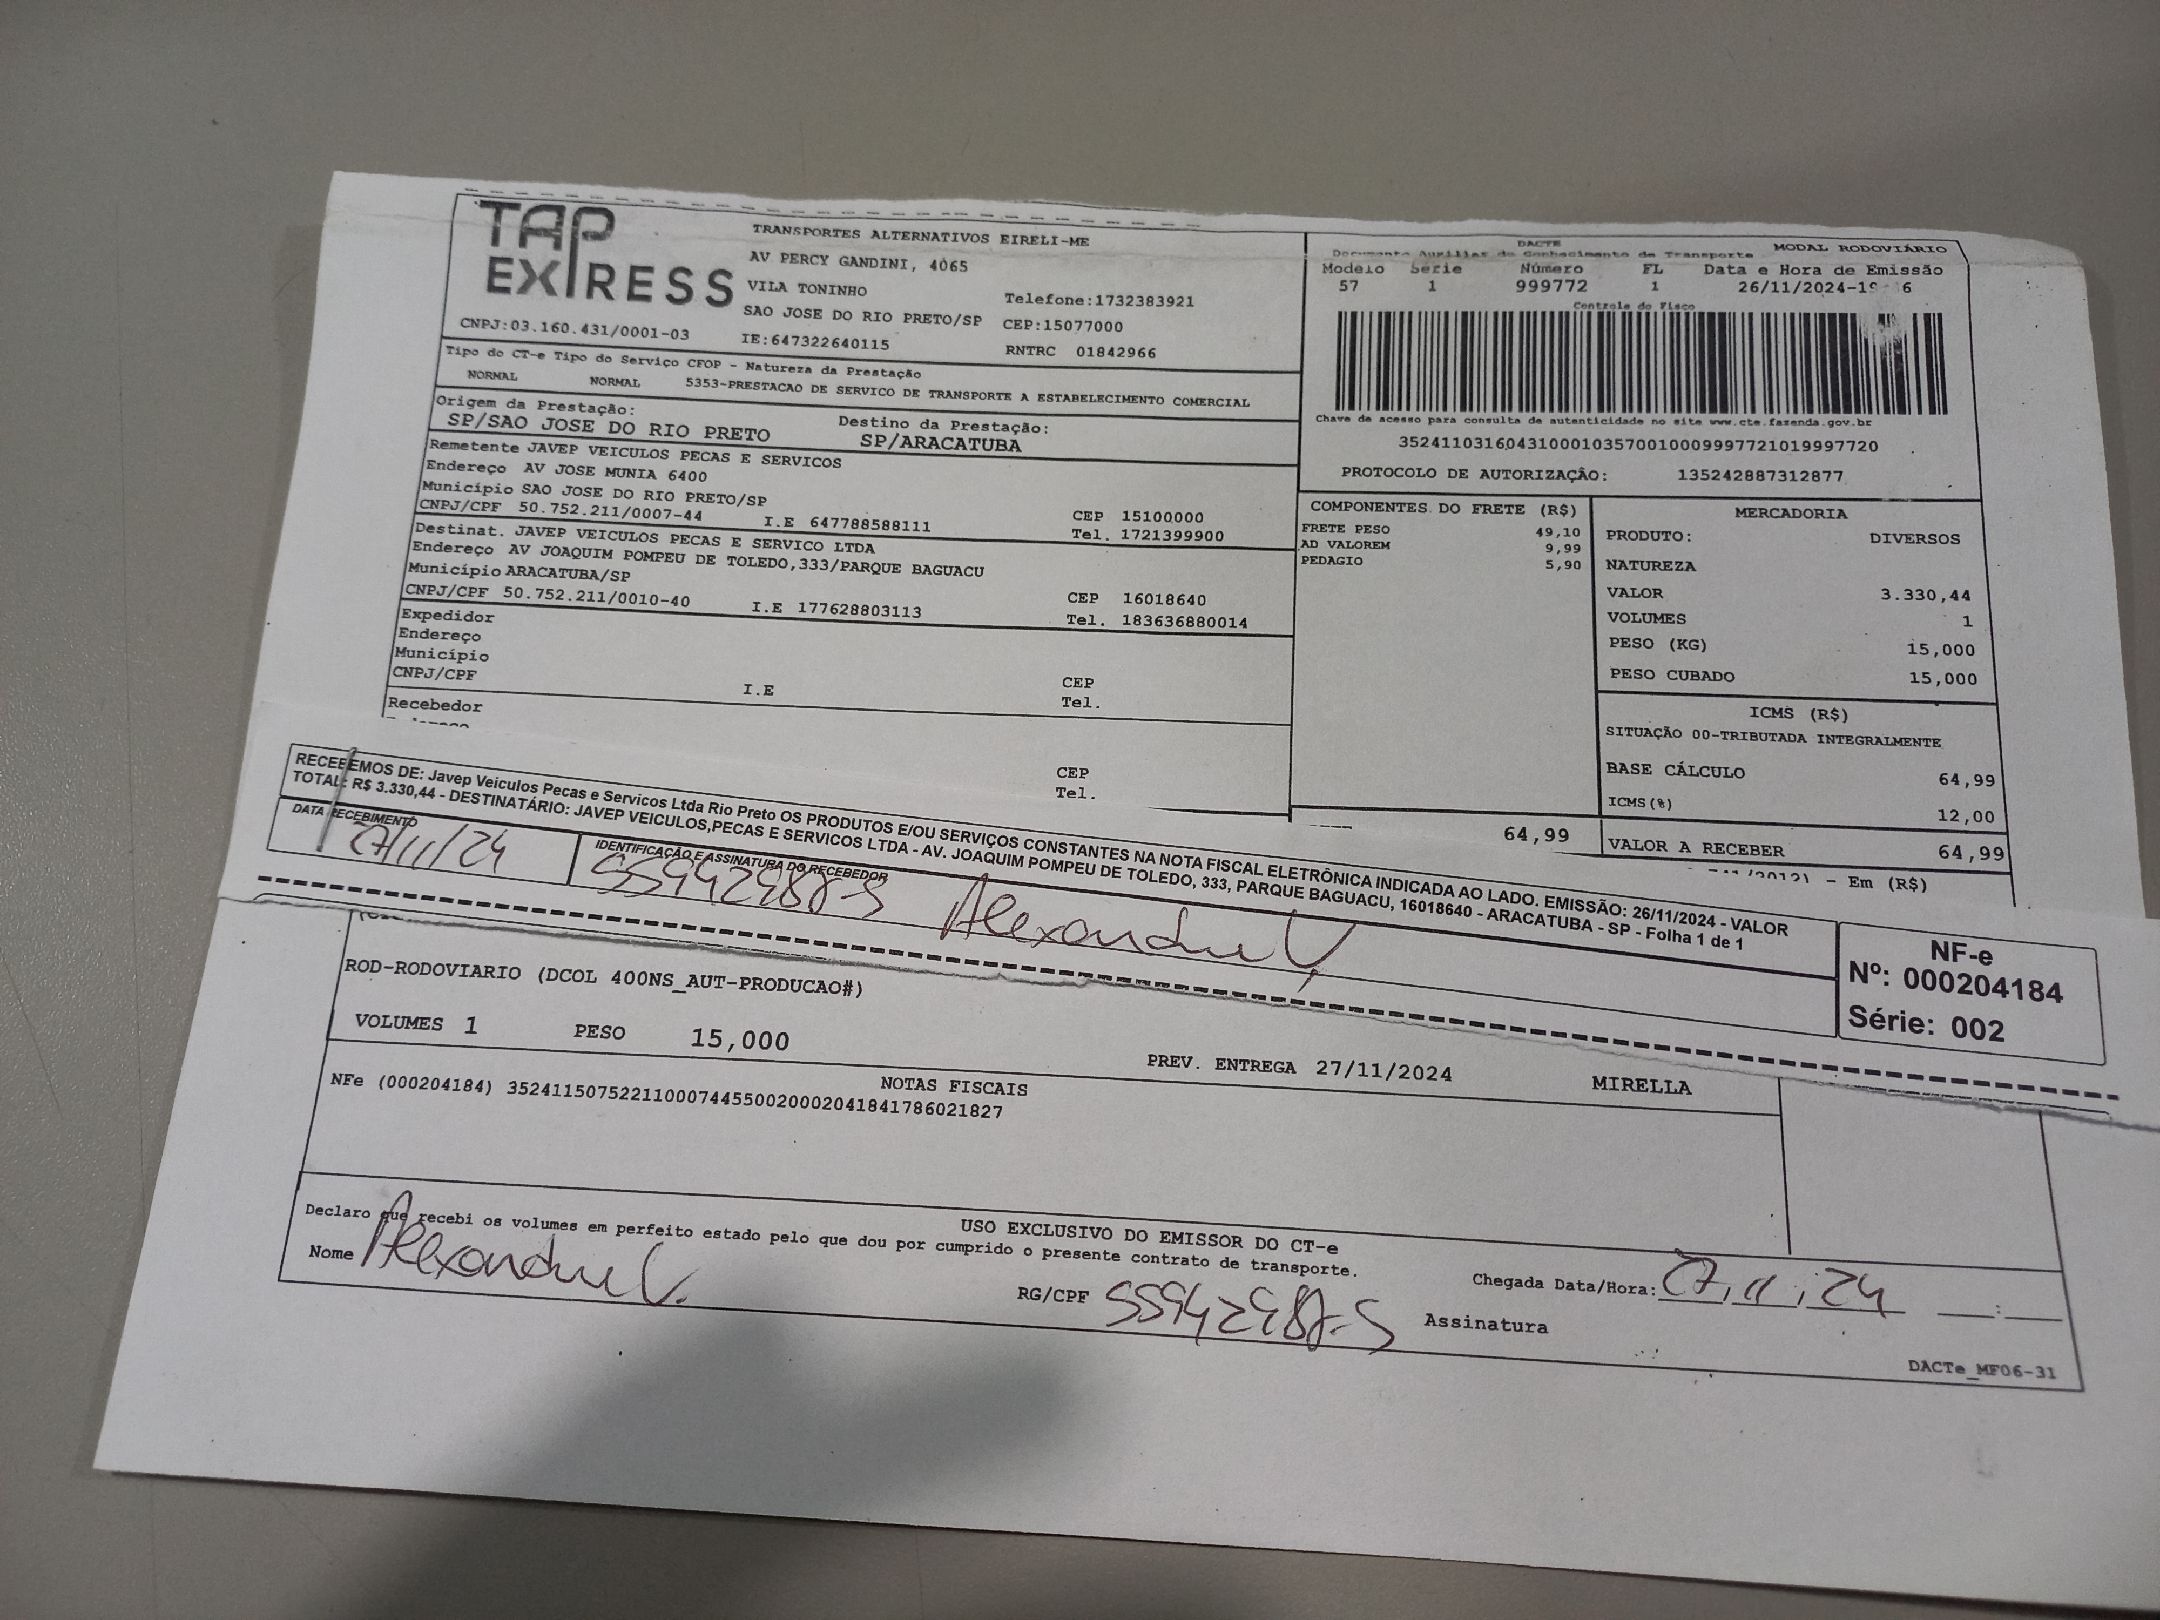 TAP EXPRESS
TRANSPORTES ALTERNATIVOS EIRELI-ME
AV PERCY GANDINI, 4065
VILA TONINHO
Telefone:1732383921
SAO JOSE DO RIO PRETO/SP CEP:15077000
CNPJ:03.160.431/0001-03 IE:647322640115 RNTRC 01842966
Tipo do CT-e Tipo do Serviço CFOP - Natureza da Prestação
NORMAL NORMAL 5353-PRESTACAO DE SERVICO DE TRANSPORTE A ESTABELECIMENTO COMERCIAL
Origem da Prestação: Destino da Prestação:
SP/SAO JOSE DO RIO PRETO SP/ARACATUBA
Remetente JAVEP VEICULOS PECAS E SERVICOS
Endereço AV JOSE MUNIA 6400
Município SAO JOSE DO RIO PRETO/SP CEP 15100000
CNPJ/CPF 50.752.211/0007-44 I.E 647788588111 Tel. 1721399900
Destinat. JAVEP VEICULOS PECAS E SERVICO LTDA
Endereço AV JOAQUIM POMPEU DE TOLEDO,333/PARQUE BAGUACU
Município ARACATUBA/SP CEP 16018640
CNPJ/CPF 50.752.211/0010-40 I.E 177628803113 Tel. 183636880014
Expedidor
Endereço
Município CEP
CNPJ/CPF I.E Tel.
Recebedor
CEP
Tel.
DACTE MODAL RODOVIÁRIO
Documento Auxiliar do Conhecimento de Transporte
Modelo Serie Número FL Data e Hora de Emissão
57 1 999772 1 26/11/2024
Controle do Fisco
Chave de acesso para consulta de autenticidade no site www.cte.fazenda.gov.br
35241103160431000103570010009997721019997720
PROTOCOLO DE AUTORIZAÇÂO: 135242887312877
COMPONENTES DO FRETE (R$)
FRETE PESO 49,10
AD VALOREM 9,99
PEDAGIO 5,90
64,99
MERCADORIA
PRODUTO: DIVERSOS
NATUREZA
VALOR 3.330,44
VOLUMES 1
PESO (KG) 15,000
PESO CUBADO 15,000
ICMS (R$)
SITUAÇÃO 00-TRIBUTADA INTEGRALMENTE
BASE CÁLCULO 64,99
ICMS(%) 12,00
VALOR A RECEBER 64,99
- Em (R$)
RECEBEMOS DE: Javep Veiculos Pecas e Servicos Ltda Rio Preto OS PRODUTOS E/OU SERVIÇOS CONSTANTES NA NOTA FISCAL ELETRÔNICA INDICADA AO LADO. EMISSÃO: 26/11/2024 - VALOR
TOTAL: R$ 3.330,44 - DESTINATÁRIO: JAVEP VEICULOS,PECAS E SERVICOS LTDA - AV. JOAQUIM POMPEU DE TOLEDO, 333, PARQUE BAGUACU, 16018640 - ARACATUBA - SP - Folha 1 de 1
DATA RECEBIMENTO IDENTIFICAÇÃO E ASSINATURA DO RECEBEDOR
27/11/24 55942987-5 Alexandre V.
NF-e
Nº: 000204184
Série: 002
ROD-RODOVIARIO (DCOL 400NS_AUT-PRODUCAO#)
VOLUMES 1 PESO 15,000 PREV. ENTREGA 27/11/2024 MIRELLA
NOTAS FISCAIS
NFe (000204184) 35241150752211000744550020002041841786021827
USO EXCLUSIVO DO EMISSOR DO CT-e
Declaro que recebi os volumes em perfeito estado pelo que dou por cumprido o presente contrato de transporte.
Nome Alexandre V. RG/CPF 55942987-5 Assinatura Chegada Data/Hora: 27,11,24 :
DACTe_MF06-31